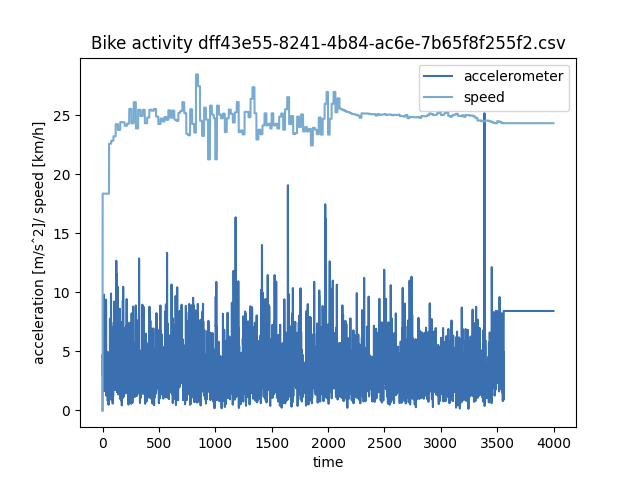 Bike activity dff43e55-8241-4b84-ac6e-7b65f8f255f2.csv
accelerometer
speed
acceleration [m/s^2]/ speed [km/h]
25
20
15
10
5
0
0 500 1000 1500 2000 2500 3000 3500 4000
time